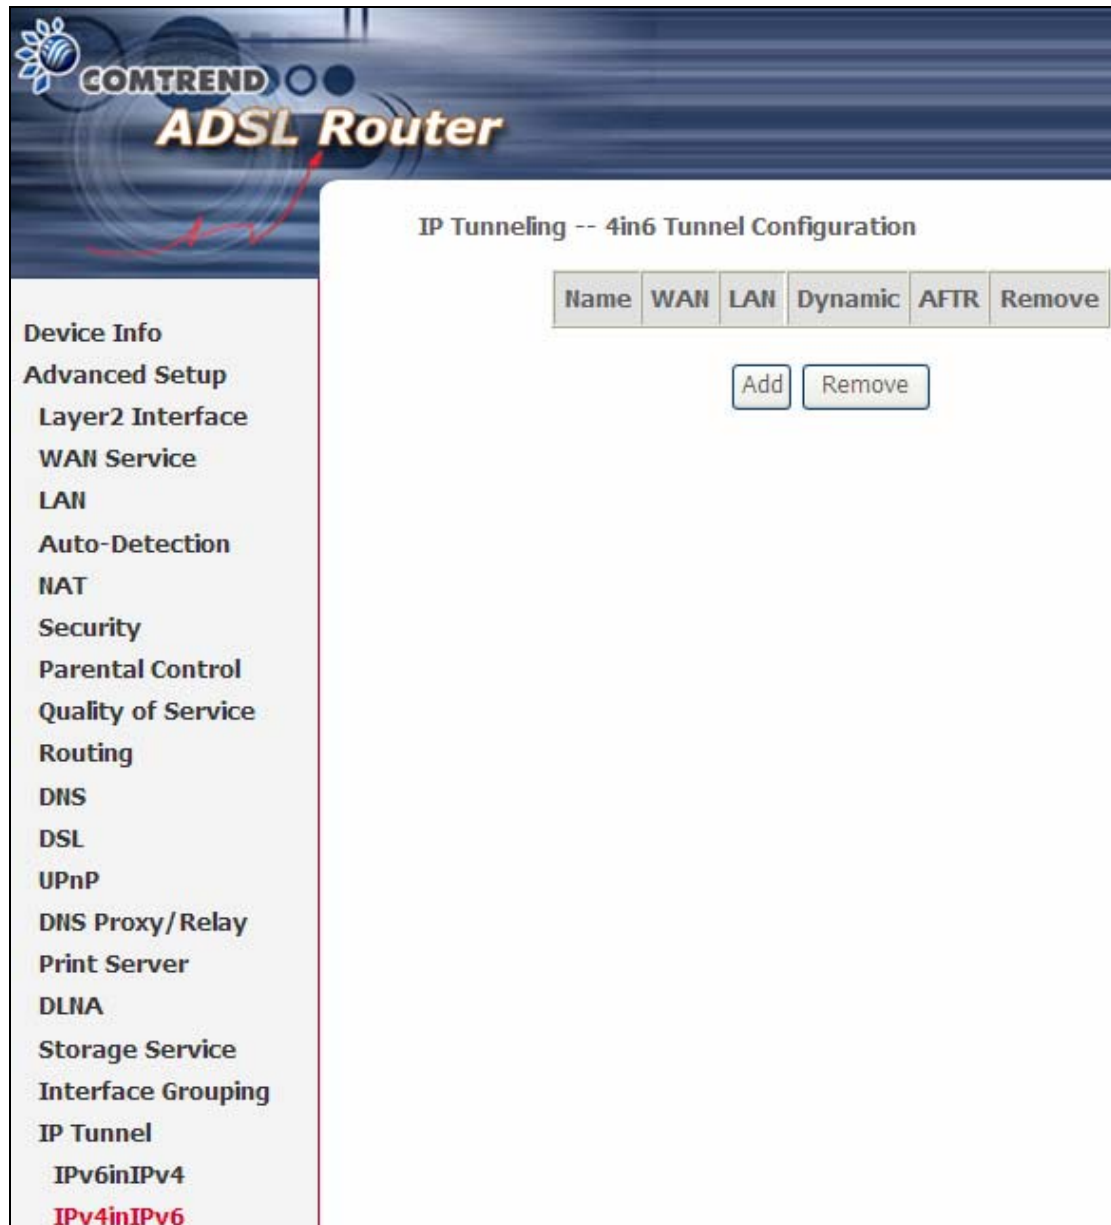 COMTREND
ADSL Router
IP Tunneling -- 4in6 Tunnel Configuration
Name WAN LAN Dynamic AFTR Remove
Add Remove
Device Info
Advanced Setup
Layer2 Interface
WAN Service
LAN
Auto-Detection
NAT
Security
Parental Control
Quality of Service
Routing
DNS
DSL
UPnP
DNS Proxy/Relay
Print Server
DLNA
Storage Service
Interface Grouping
IP Tunnel
IPv6inIPv4
IPv4inIPv6